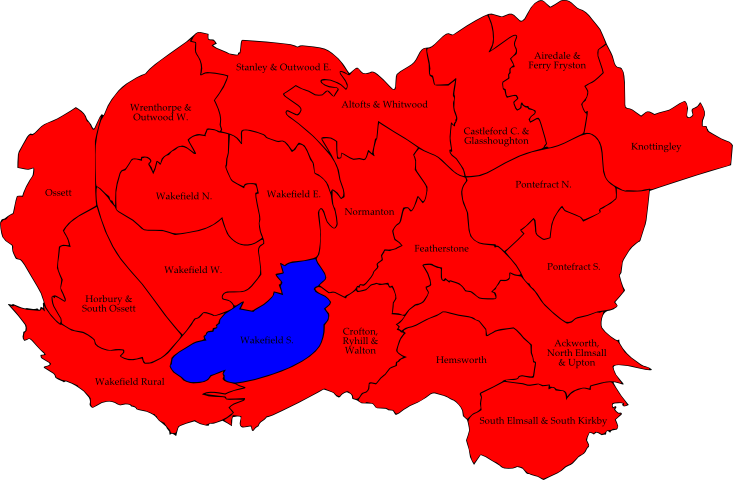 Airedale &
Ferry Fryston
Stanley & Outwood E.
Altofts & Whitwood
Wrenthorpe &
Outwood W.
Castleford C. &
Glasshoughton
Knottingley
Ossett
Wakefield N.
Wakefield E.
Pontefract N.
Normanton
Featherstone
Wakefield W.
Pontefract S.
Horbury &
South Ossett
Wakefield S.
Crofton,
Ryhill &
Walton
Hemsworth
Ackworth,
North Elmsall
& Upton
Wakefield Rural
South Elmsall & South Kirkby